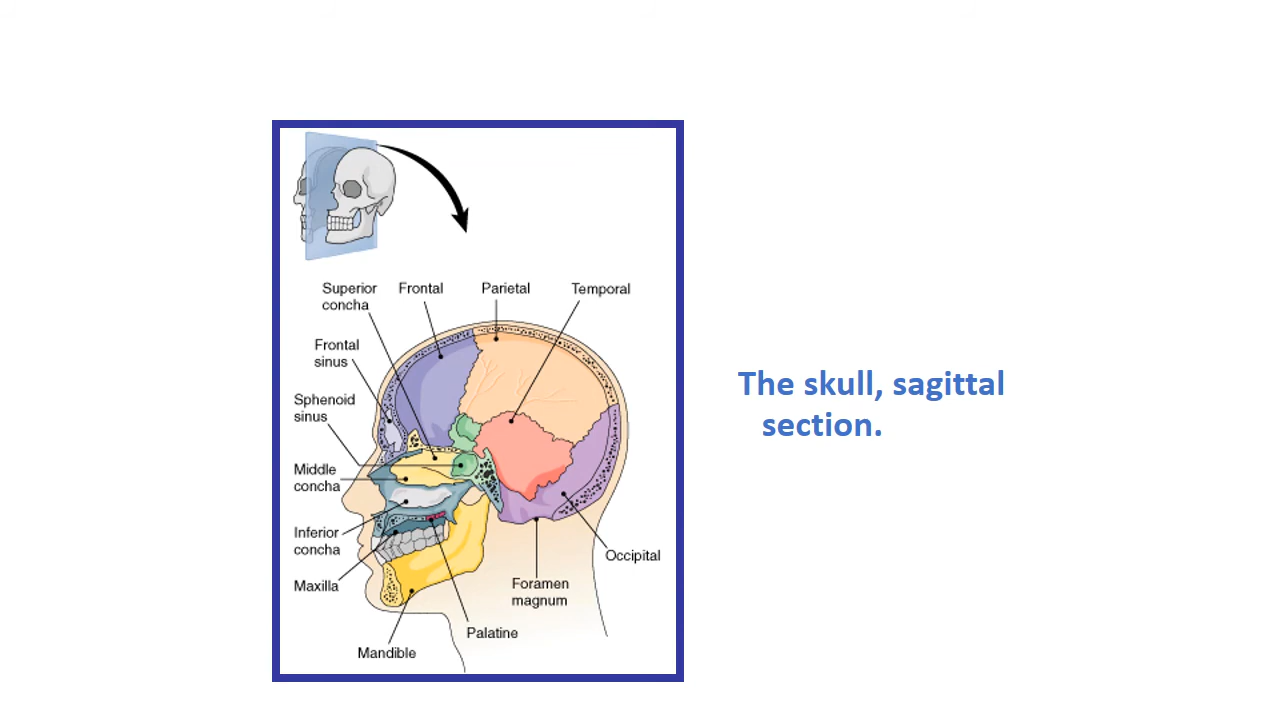 Superior
concha
Frontal
Parietal
Temporal
Frontal
sinus
Sphenoid
sinus
Middle
concha
Inferior
concha
Maxilla
Mandible
Palatine
Foramen
magnum
Occipital
The skull, sagittal
section.